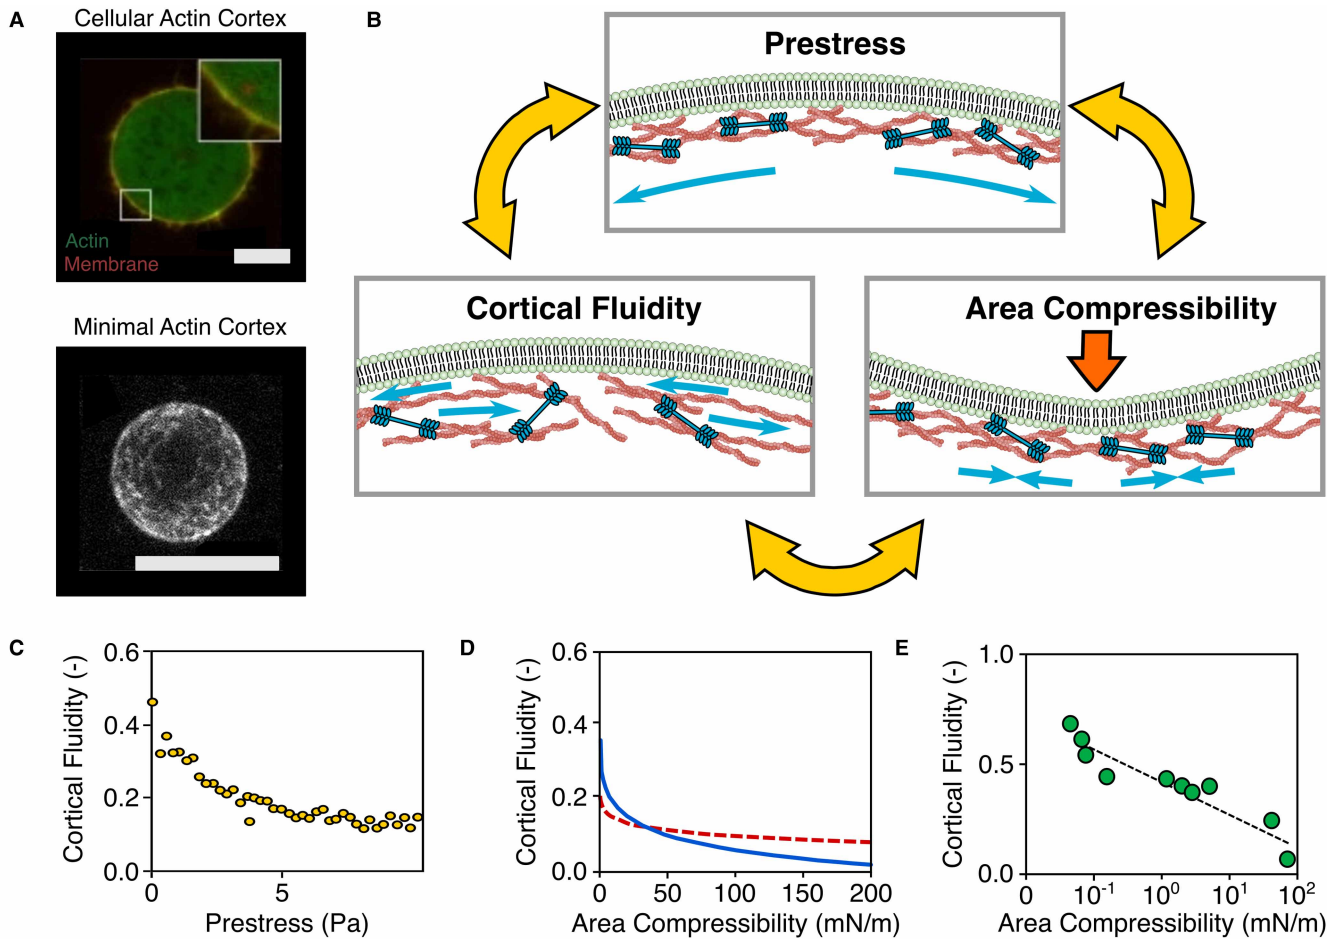 A
Cellular Actin Cortex
Actin
Membrane
Minimal Actin Cortex
B
Prestress
Cortical Fluidity
Area Compressibility
C
Cortical Fluidity (-)
0.6
0.4
0.2
0.0
0
5
Prestress (Pa)
D
Cortical Fluidity (-)
0.6
0.4
0.2
0.0
0
50
100
150
200
Area Compressibility (mN/m)
E
Cortical Fluidity (-)
1.0
0.5
0.0
0
10⁻¹
10⁰
10¹
10²
Area Compressibility (mN/m)